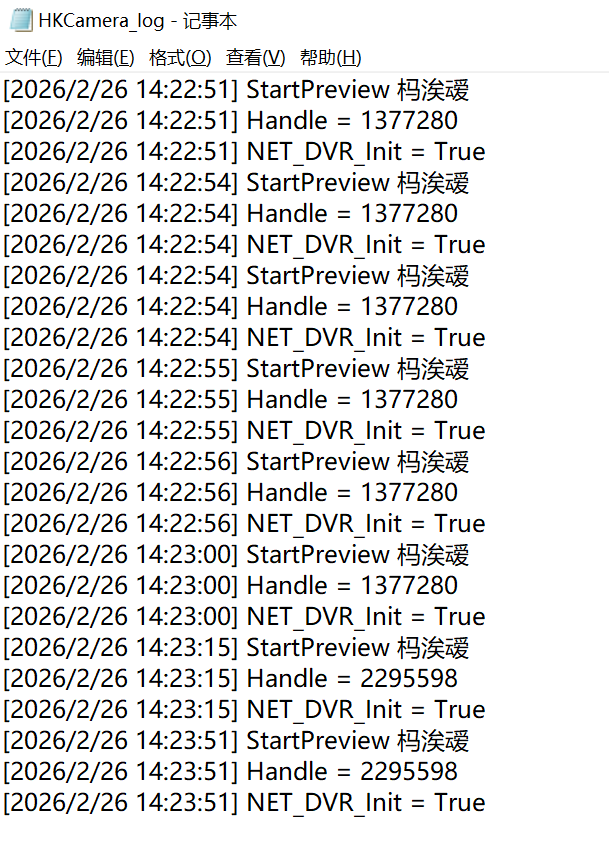 HKCamera_log - 记事本
文件(F) 编辑(E) 格式(O) 查看(V) 帮助(H)
[2026/2/26 14:22:51] StartPreview 杩涘叆
[2026/2/26 14:22:51] Handle = 1377280
[2026/2/26 14:22:51] NET_DVR_Init = True
[2026/2/26 14:22:54] StartPreview 杩涘叆
[2026/2/26 14:22:54] Handle = 1377280
[2026/2/26 14:22:54] NET_DVR_Init = True
[2026/2/26 14:22:54] StartPreview 杩涘叆
[2026/2/26 14:22:54] Handle = 1377280
[2026/2/26 14:22:54] NET_DVR_Init = True
[2026/2/26 14:22:55] StartPreview 杩涘叆
[2026/2/26 14:22:55] Handle = 1377280
[2026/2/26 14:22:55] NET_DVR_Init = True
[2026/2/26 14:22:56] StartPreview 杩涘叆
[2026/2/26 14:22:56] Handle = 1377280
[2026/2/26 14:22:56] NET_DVR_Init = True
[2026/2/26 14:23:00] StartPreview 杩涘叆
[2026/2/26 14:23:00] Handle = 1377280
[2026/2/26 14:23:00] NET_DVR_Init = True
[2026/2/26 14:23:15] StartPreview 杩涘叆
[2026/2/26 14:23:15] Handle = 2295598
[2026/2/26 14:23:15] NET_DVR_Init = True
[2026/2/26 14:23:51] StartPreview 杩涘叆
[2026/2/26 14:23:51] Handle = 2295598
[2026/2/26 14:23:51] NET_DVR_Init = True